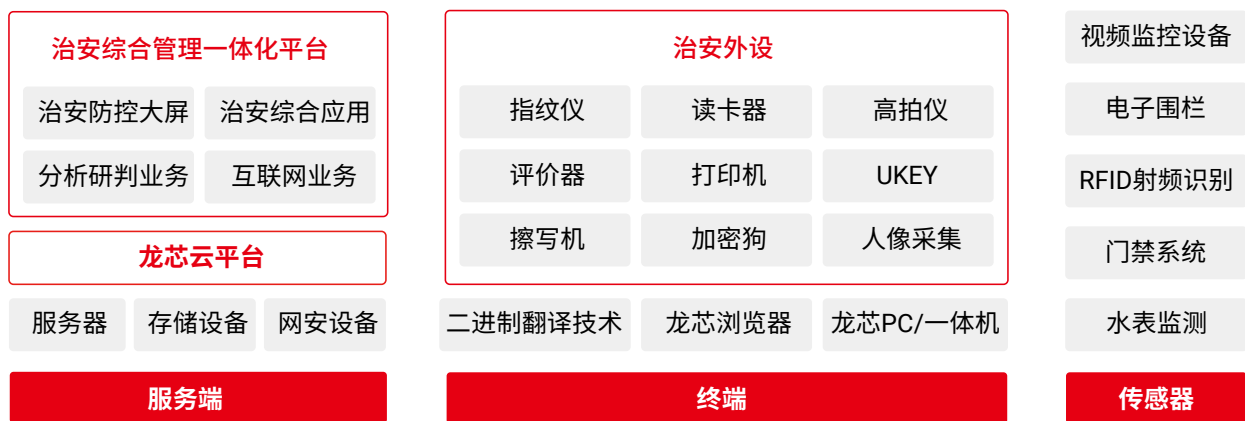 治安综合管理一体化平台
治安防控大屏
治安综合应用
分析研判业务
互联网业务
龙芯云平台
服务器
存储设备
网安设备
服务端
治安外设
指纹仪
读卡器
高拍仪
评价器
打印机
UKEY
擦写机
加密狗
人像采集
二进制翻译技术
龙芯浏览器
龙芯PC/一体机
终端
视频监控设备
电子围栏
RFID射频识别
门禁系统
水表监测
传感器